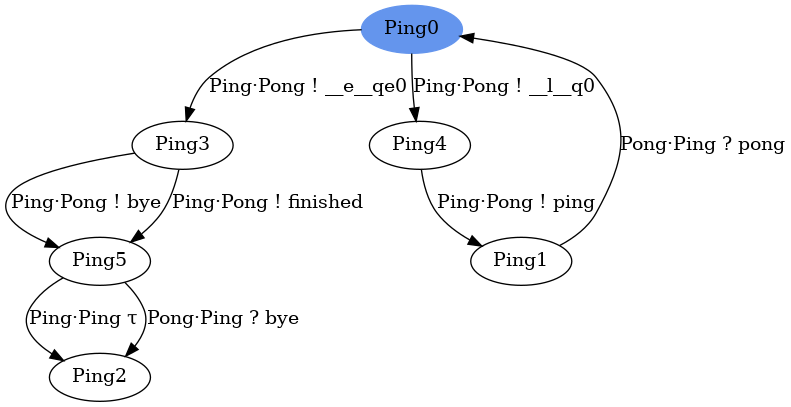 Ping0
Ping·Pong ! __e__qe0
Ping·Pong ! __l__q0
Ping3
Ping4
Pong·Ping ? pong
Ping·Pong ! bye
Ping·Pong ! finished
Ping·Pong ! ping
Ping5
Ping1
Ping·Ping τ
Pong·Ping ? bye
Ping2